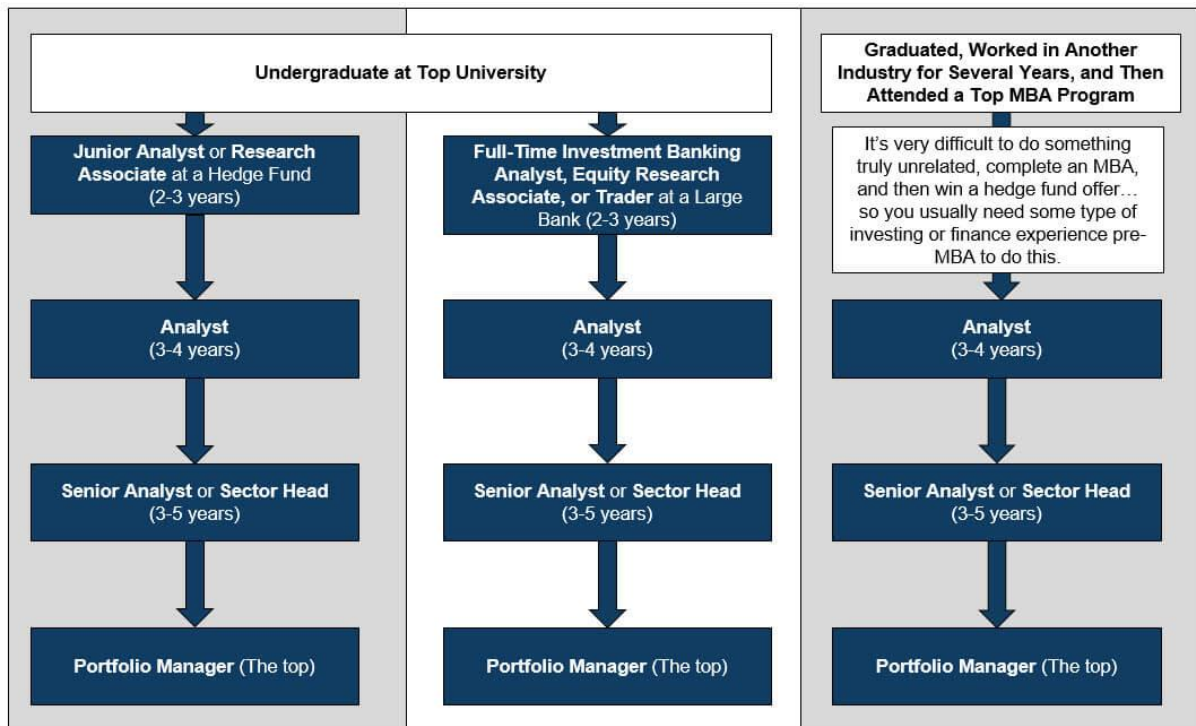 Undergraduate at Top University
Junior Analyst or Research
Associate at a Hedge Fund
(2-3 years)
Analyst
(3-4 years)
Senior Analyst or Sector Head
(3-5 years)
Portfolio Manager (The top)
Full-Time Investment Banking
Analyst, Equity Research
Associate, or Trader at a Large
Bank (2-3 years)
Analyst
(3-4 years)
Senior Analyst or Sector Head
(3-5 years)
Portfolio Manager (The top)
Graduated, Worked in Another
Industry for Several Years, and Then
Attended a Top MBA Program
It's very difficult to do something
truly unrelated, complete an MBA,
and then win a hedge fund offer…
so you usually need some type of
investing or finance experience pre-
MBA to do this.
Analyst
(3-4 years)
Senior Analyst or Sector Head
(3-5 years)
Portfolio Manager (The top)